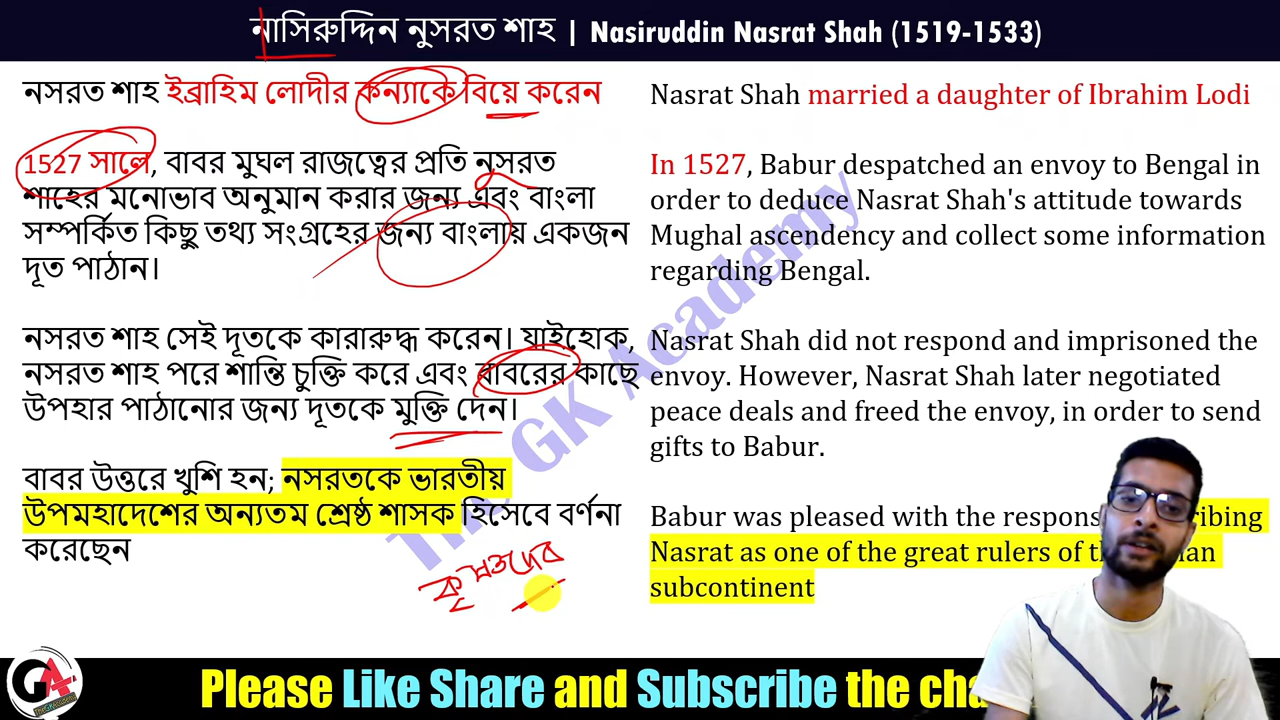 নাসিরুদ্দিন নুসরত শাহ | Nasiruddin Nasrat Shah (1519-1533)
নসরত শাহ ইব্রাহিম লোদীর কন্যাকে বিয়ে করেন
1527 সালে, বাবর মুঘল রাজত্বের প্রতি নুসরত
শাহের মনোভাব অনুমান করার জন্য এবং বাংলা
সম্পর্কিত কিছু তথ্য সংগ্রহের জন্য বাংলায় একজন
দূত পাঠান।
নসরত শাহ সেই দূতকে কারারুদ্ধ করেন। যাইহোক,
নসরত শাহ পরে শান্তি চুক্তি করে এবং বাবরের কাছে
উপহার পাঠানোর জন্য দূতকে মুক্তি দেন।
বাবর উত্তরে খুশি হন; নসরতকে ভারতীয়
উপমহাদেশের অন্যতম শ্রেষ্ঠ শাসক হিসেবে বর্ণনা
করেছেন
Nasrat Shah married a daughter of Ibrahim Lodi
In 1527, Babur despatched an envoy to Bengal in
order to deduce Nasrat Shah's attitude towards
Mughal ascendency and collect some information
regarding Bengal.
Nasrat Shah did not respond and imprisoned the
envoy. However, Nasrat Shah later negotiated
peace deals and freed the envoy, in order to send
gifts to Babur.
Babur was pleased with the respons ribing
Nasrat as one of the great rulers of
subcontinent
The GK Academy
GA
Please Like Share and Subscribe the cha